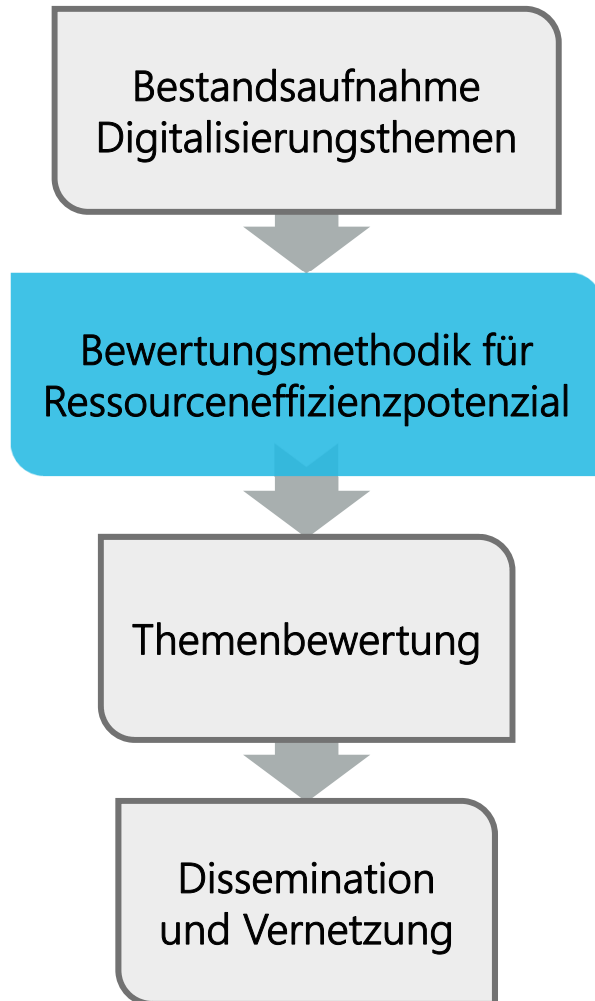 Bestandsaufnahme
Digitalisierungsthemen
Bewertungsmethodik für
Ressourceneffizienzpotenzial
Themenbewertung
Dissemination
und Vernetzung